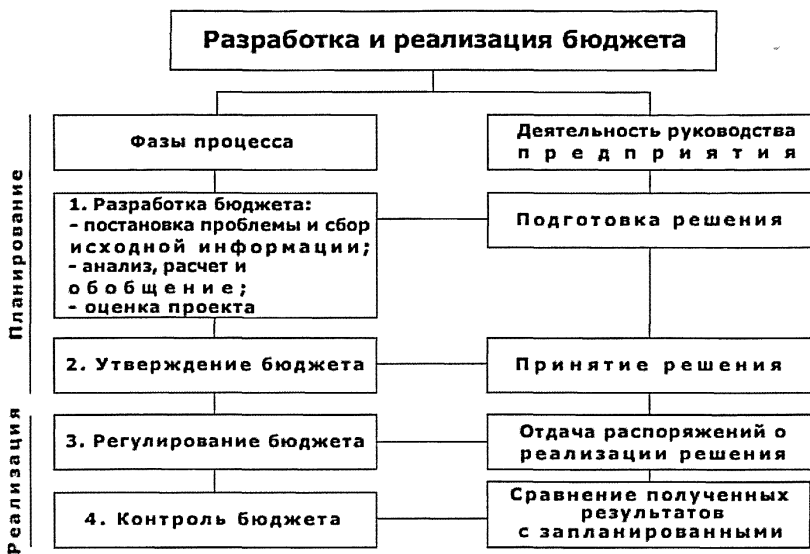 Разработка и реализация бюджета
Планирование
Фазы процесса
Деятельность руководства
предприятия
1. Разработка бюджета:
- постановка проблемы и сбор
исходной информации;
- анализ, расчет и
обобщение;
- оценка проекта
Подготовка решения
2. Утверждение бюджета
Принятие решения
Реализация
3. Регулирование бюджета
Отдача распоряжений о
реализации решения
4. Контроль бюджета
Сравнение полученных
результатов
с запланированными